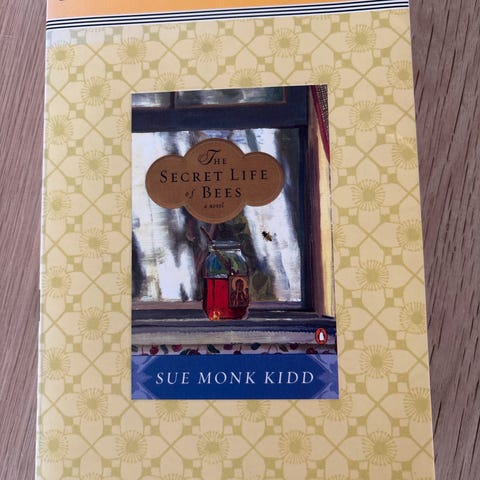 THE
SECRET LIFE
of BEES
a novel
SUE MONK KIDD